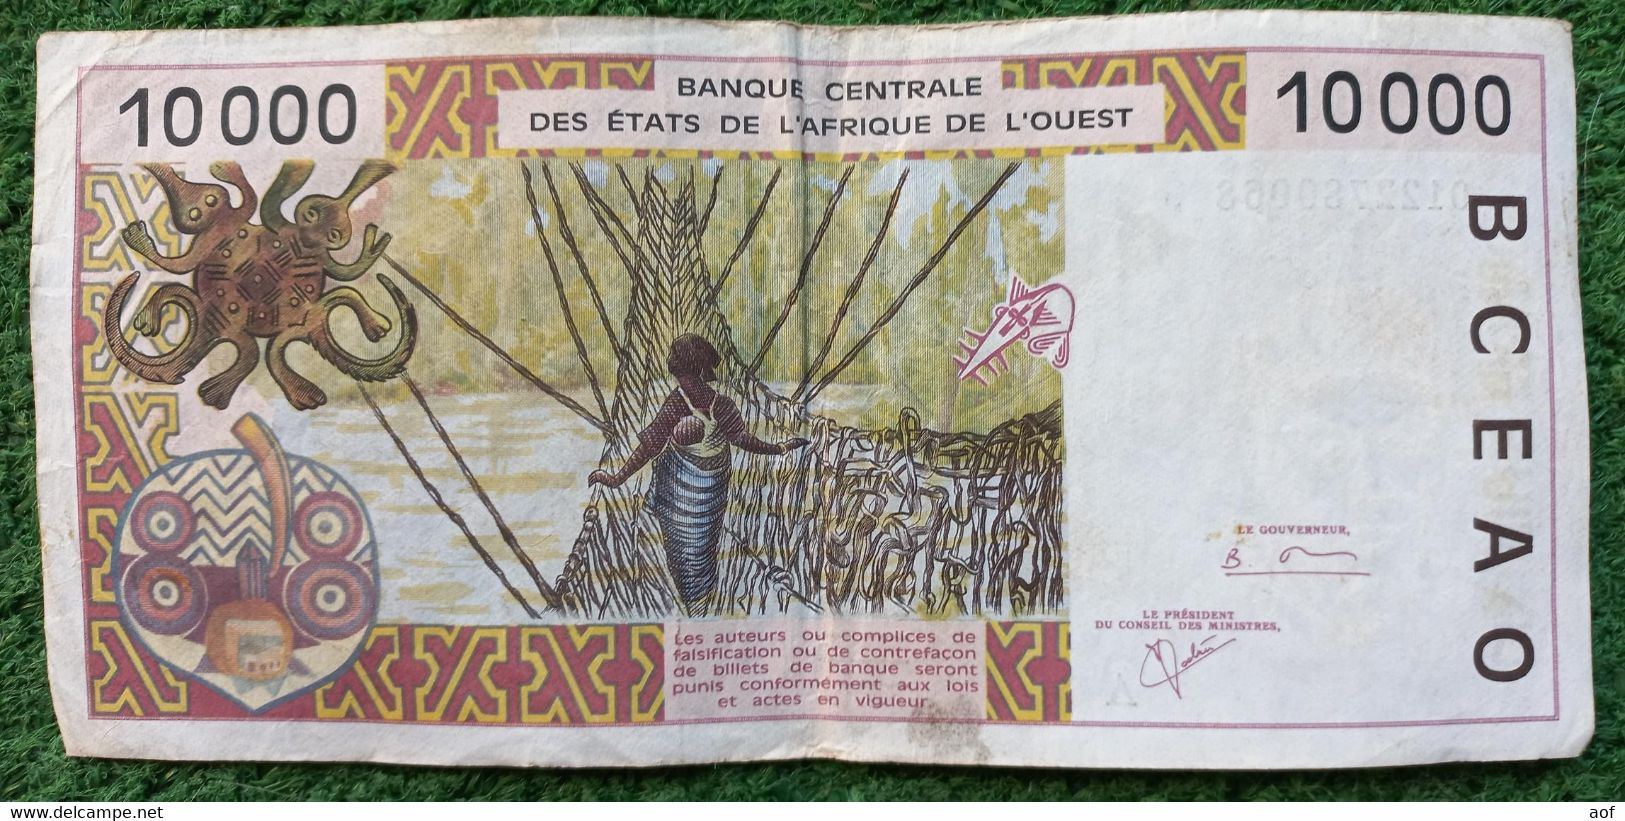 10 000
BANQUE CENTRALE
DES ÉTATS DE L'AFRIQUE DE L'OUEST
10 000
BCEAO
LE GOUVERNEUR,
LE PRÉSIDENT
DU CONSEIL DES MINISTRES,
Les auteurs ou complices de
falsification ou de contrefaçon
de billets de banque seront
punis conformément aux lois
et actes en vigueur.
delcampe.net
aof